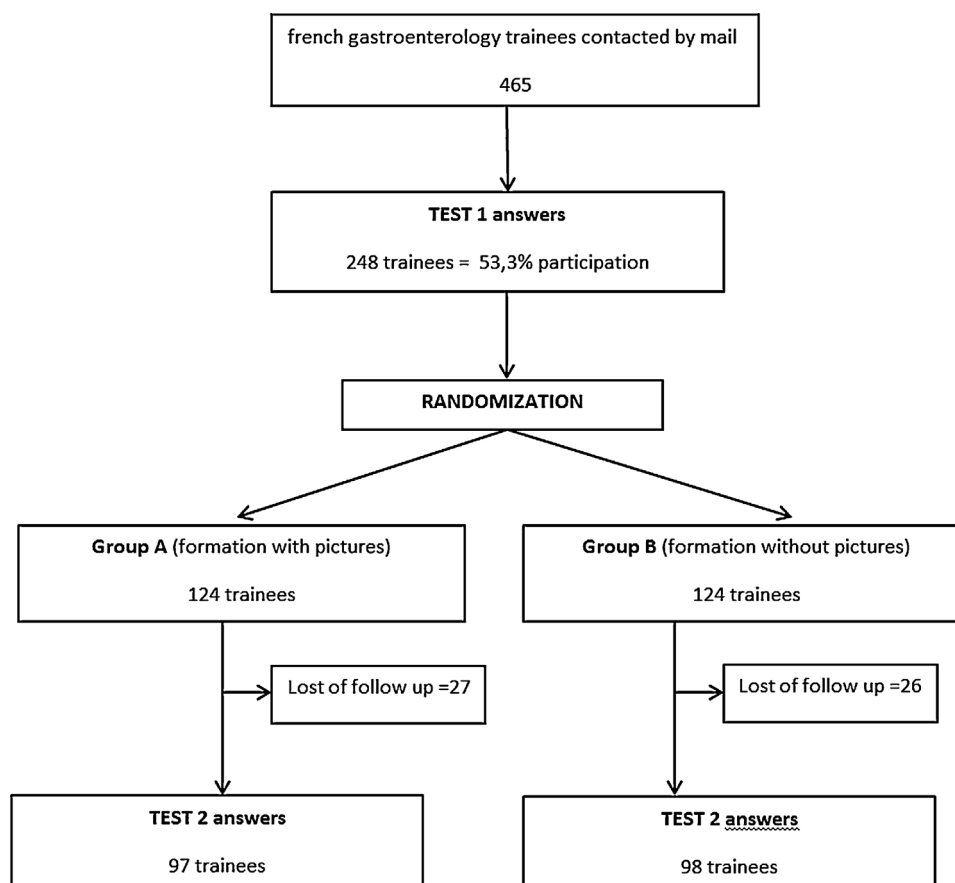 french gastroenterology trainees contacted by mail
465
TEST 1 answers
248 trainees = 53,3% participation
RANDOMIZATION
Group A (formation with pictures)
124 trainees
Group B (formation without pictures)
124 trainees
Lost of follow up =27
Lost of follow up =26
TEST 2 answers
97 trainees
TEST 2 answers
98 trainees